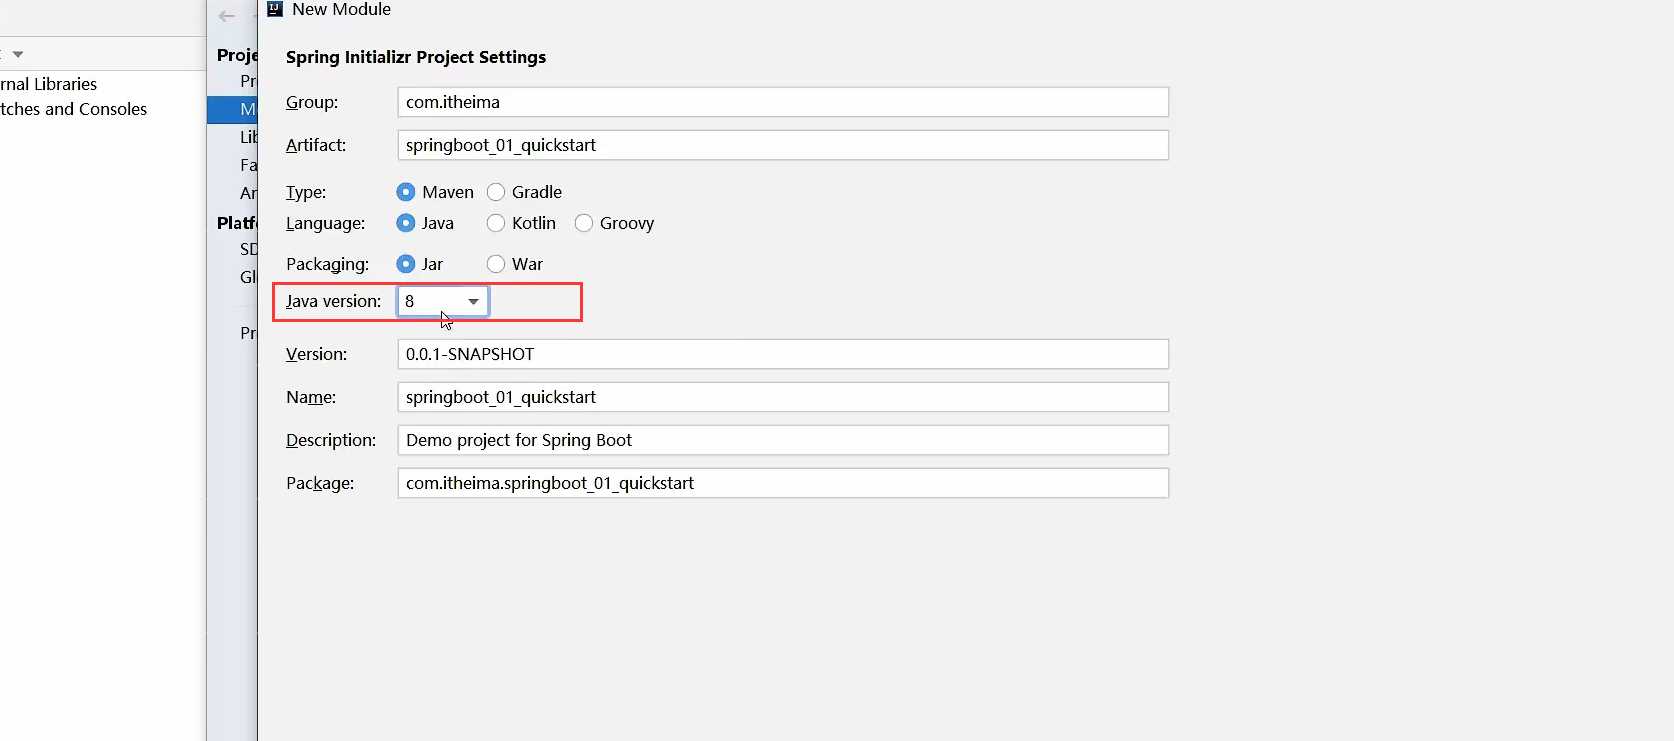 New Module
rnal Libraries
tches and Consoles
Proje
Pr
M
Lib
Fa
Ar
Platf
SD
Gl
Pr
Spring Initializr Project Settings
Group: com.itheima
Artifact: springboot_01_quickstart
Type: Maven Gradle
Language: Java Kotlin Groovy
Packaging: Jar War
Java version: 8
Version: 0.0.1-SNAPSHOT
Name: springboot_01_quickstart
Description: Demo project for Spring Boot
Package: com.itheima.springboot_01_quickstart